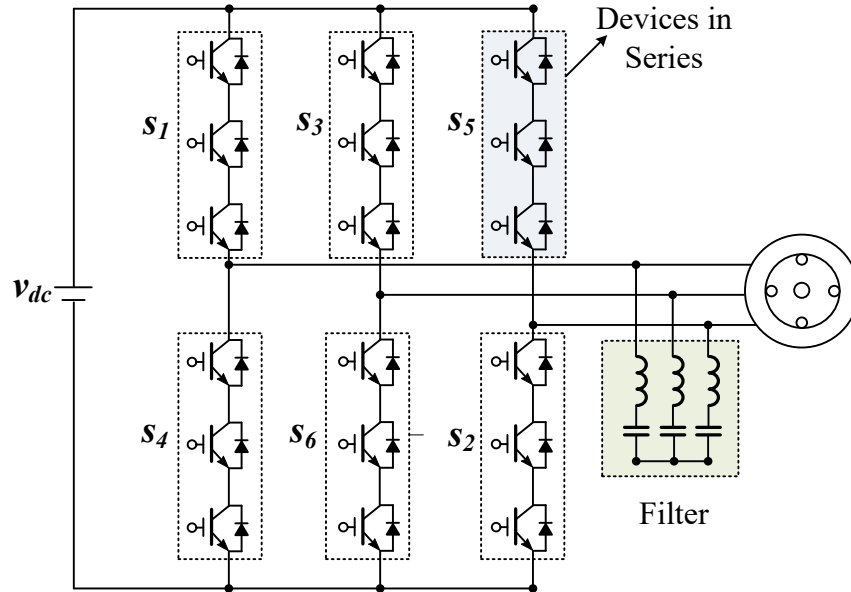 Devices in
Series
s1
s3
s5
vdc
s4
s6
s2
Filter